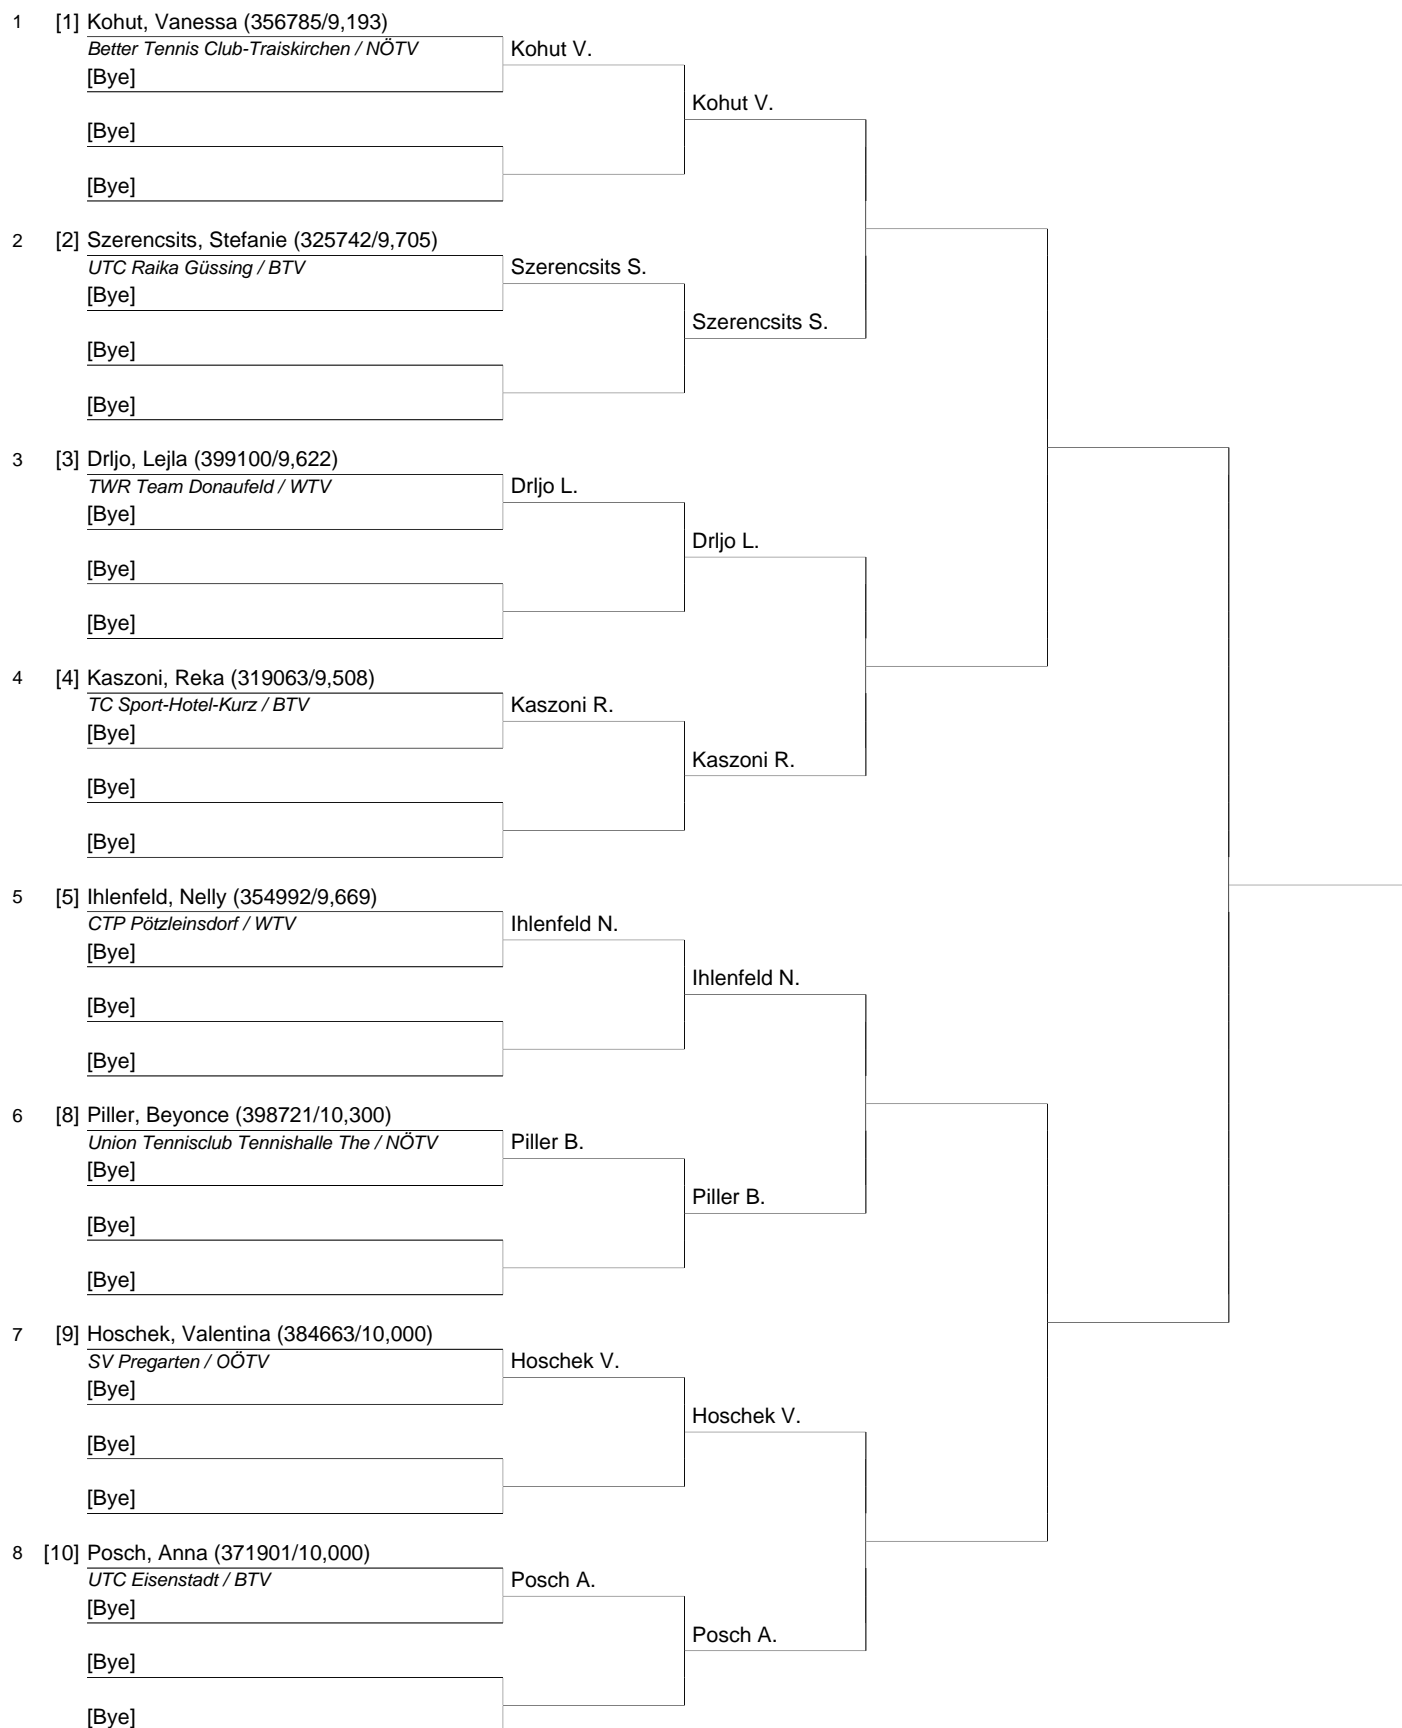 1 [1] Kohut, Vanessa (356785/9,193)
Better Tennis Club-Traiskirchen / NÖTV
Kohut V.
[Bye]
Kohut V.
[Bye]
[Bye]
2 [2] Szerencsits, Stefanie (325742/9,705)
UTC Raika Güssing / BTV
Szerencsits S.
[Bye]
Szerencsits S.
[Bye]
[Bye]
3 [3] Drljo, Lejla (399100/9,622)
TWR Team Donaufeld / WTV
Drljo L.
[Bye]
Drljo L.
[Bye]
[Bye]
4 [4] Kaszoni, Reka (319063/9,508)
TC Sport-Hotel-Kurz / BTV
Kaszoni R.
[Bye]
Kaszoni R.
[Bye]
[Bye]
5 [5] Ihlenfeld, Nelly (354992/9,669)
CTP Pötzleinsdorf / WTV
Ihlenfeld N.
[Bye]
Ihlenfeld N.
[Bye]
[Bye]
6 [8] Piller, Beyonce (398721/10,300)
Union Tennisclub Tennishalle The / NÖTV
Piller B.
[Bye]
Piller B.
[Bye]
[Bye]
7 [9] Hoschek, Valentina (384663/10,000)
SV Pregarten / OÖTV
Hoschek V.
[Bye]
Hoschek V.
[Bye]
[Bye]
8 [10] Posch, Anna (371901/10,000)
UTC Eisenstadt / BTV
Posch A.
[Bye]
Posch A.
[Bye]
[Bye]